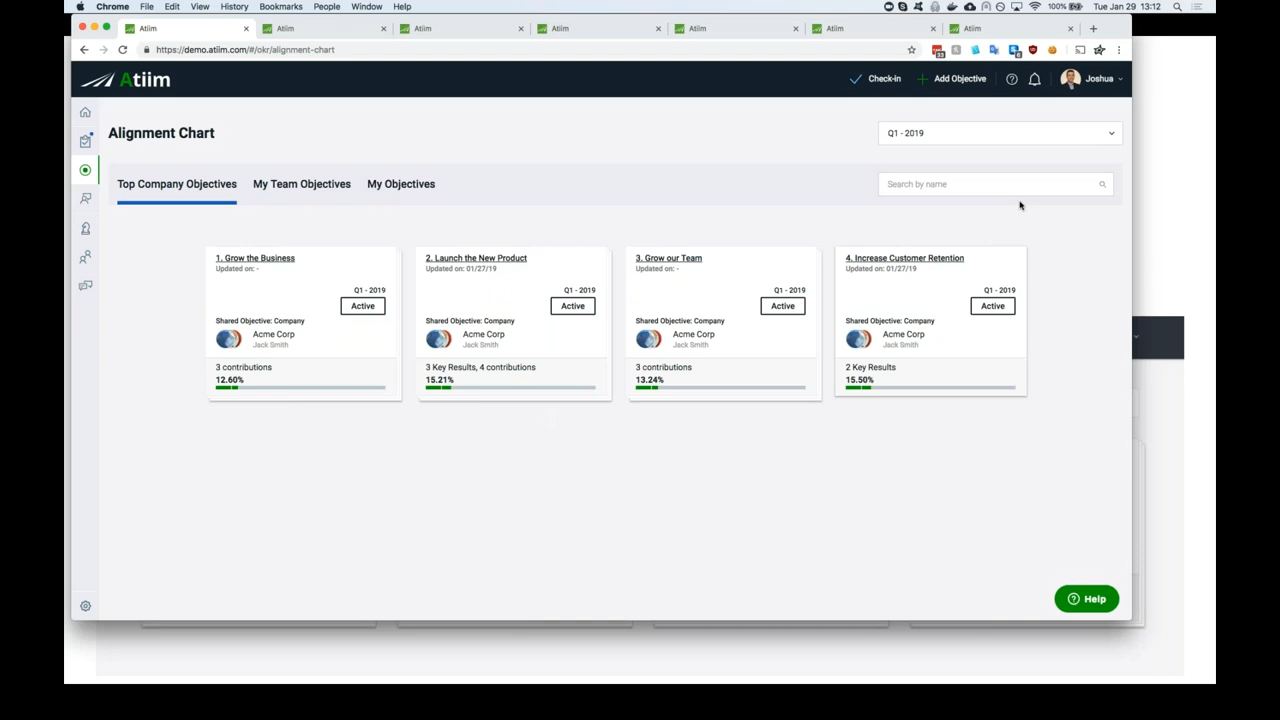 Chrome File Edit View History Bookmarks People Window Help 100% Tue Jan 29 13:12
Atiim Atiim Atiim Atiim Atiim Atiim Atiim
https://demo.atiim.com/#/okr/alignment-chart
Atiim Check-in Add Objective Joshua
Alignment Chart Q1 - 2019
Top Company Objectives My Team Objectives My Objectives Search by name
1. Grow the Business
Updated on: -
Q1 - 2019
Active
Shared Objective: Company
Acme Corp
Jack Smith
3 contributions
12.60%
2. Launch the New Product
Updated on: 01/27/19
Q1 - 2019
Active
Shared Objective: Company
Acme Corp
Jack Smith
3 Key Results, 4 contributions
15.21%
3. Grow our Team
Updated on: -
Q1 - 2019
Active
Shared Objective: Company
Acme Corp
Jack Smith
3 contributions
13.24%
4. Increase Customer Retention
Updated on: 01/27/19
Q1 - 2019
Active
Shared Objective: Company
Acme Corp
Jack Smith
2 Key Results
15.50%
Help